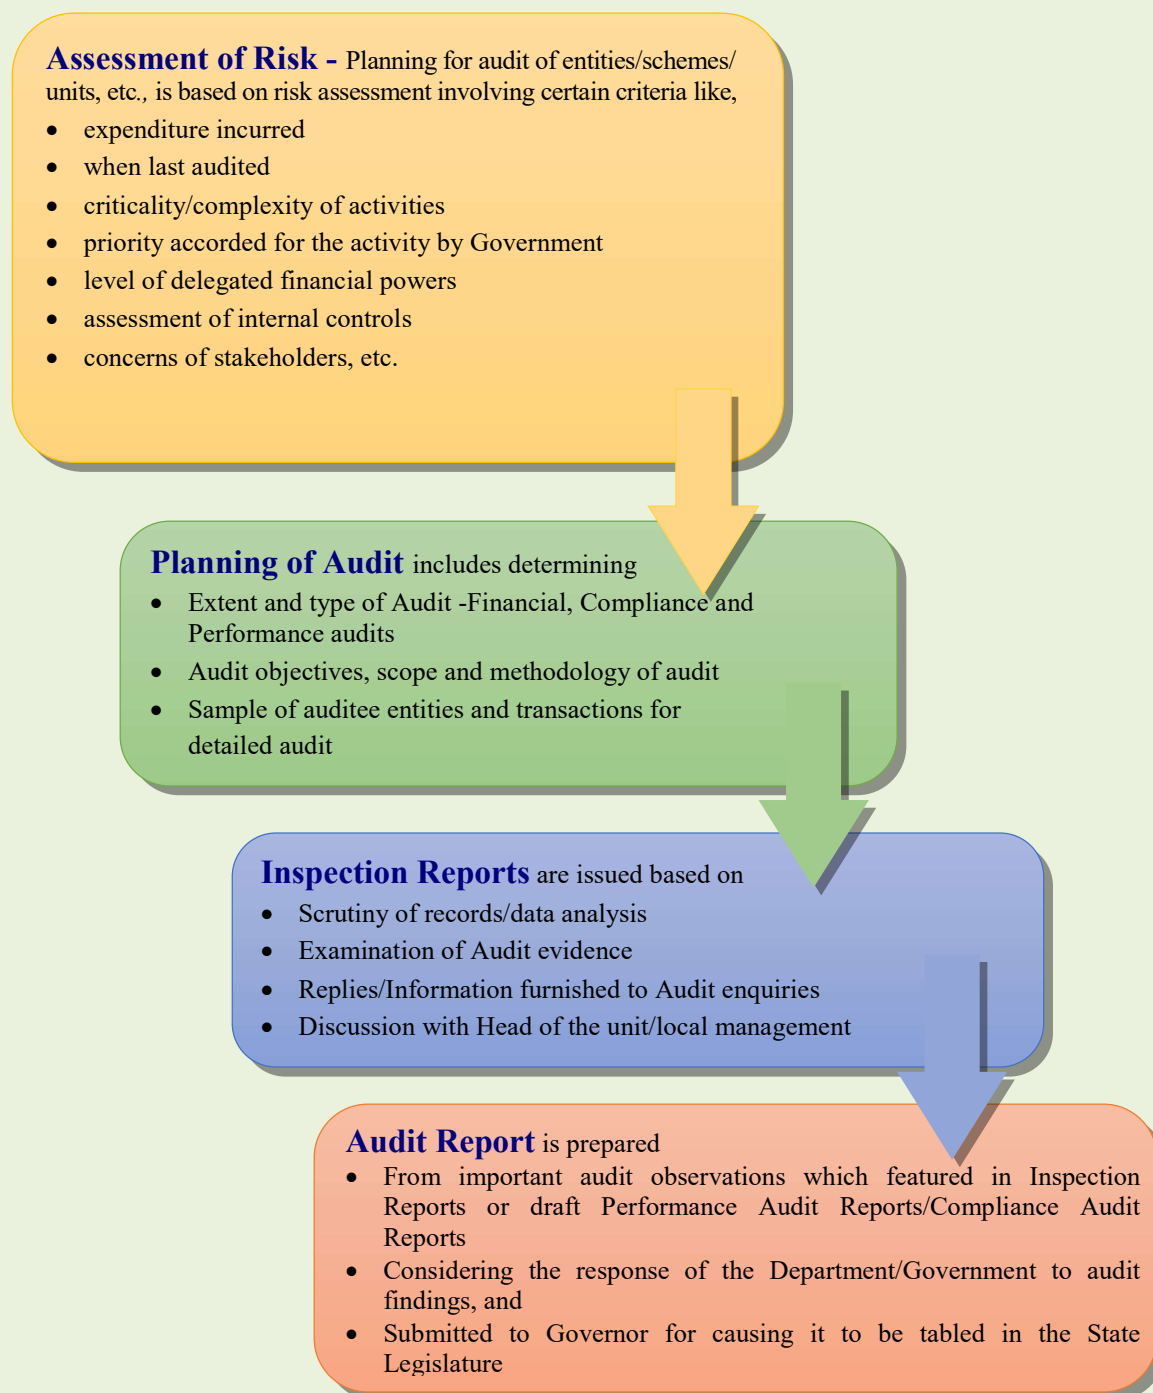 Assessment of Risk - Planning for audit of entities/schemes/
units, etc., is based on risk assessment involving certain criteria like,
• expenditure incurred
• when last audited
• criticality/complexity of activities
• priority accorded for the activity by Government
• level of delegated financial powers
• assessment of internal controls
• concerns of stakeholders, etc.
Planning of Audit includes determining
• Extent and type of Audit -Financial, Compliance and
Performance audits
• Audit objectives, scope and methodology of audit
• Sample of auditee entities and transactions for
detailed audit
Inspection Reports are issued based on
• Scrutiny of records/data analysis
• Examination of Audit evidence
• Replies/Information furnished to Audit enquiries
• Discussion with Head of the unit/local management
Audit Report is prepared
• From important audit observations which featured in Inspection
Reports or draft Performance Audit Reports/Compliance Audit
Reports
• Considering the response of the Department/Government to audit
findings, and
• Submitted to Governor for causing it to be tabled in the State
Legislature